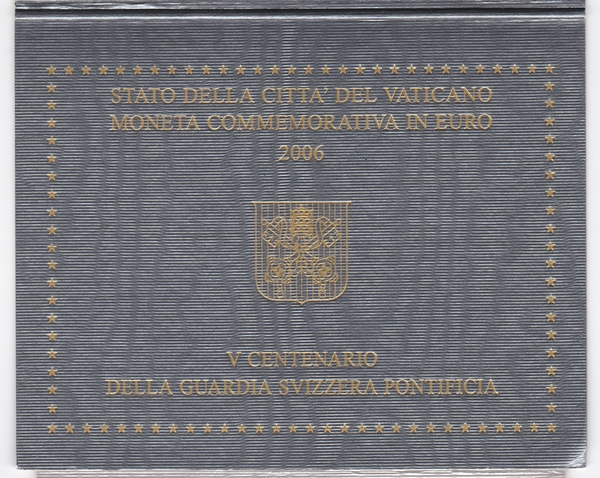 STATO DELLA CITTA' DEL VATICANO
MONETA COMMEMORATIVA IN EURO
2006
V CENTENARIO
DELLA GUARDIA SVIZZERA PONTIFICIA